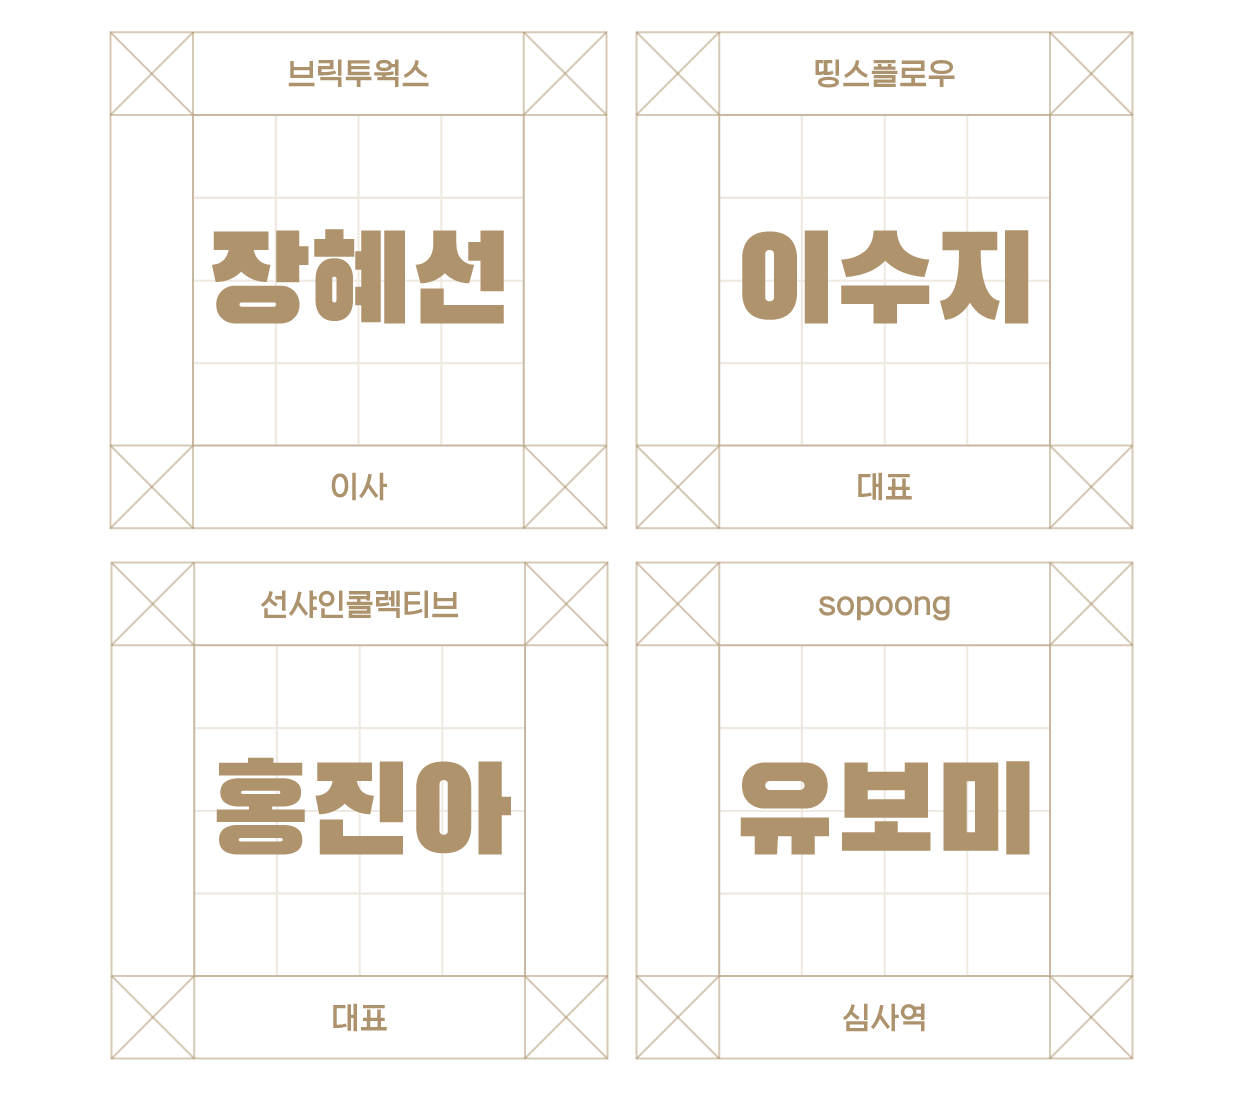 브릭투웍스
장혜선
이사
띵스플로우
이수지
대표
선샤인콜렉티브
홍진아
대표
sopoong
유보미
심사역